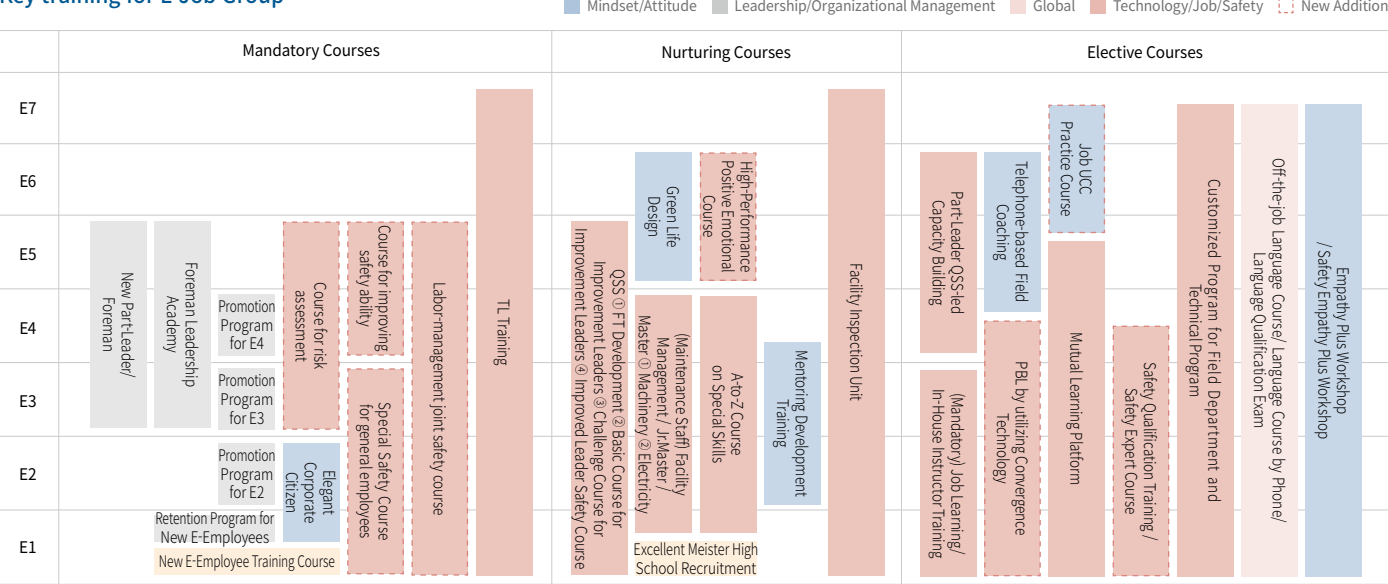 Key training for E Job Group
Mindset/Attitude
Leadership/Organizational Management
Global
Technology/Job/Safety
New Addition
Mandatory Courses
Nurturing Courses
Elective Courses
E7
E6
E5
E4
E3
E2
E1
New Part-Leader/
Foreman
Foreman Leadership
Academy
Promotion
Program
for E4
Promotion
Program
for E3
Promotion
Program
for E2
Retention Program for
New E-Employees
New E-Employee Training Course
Course for risk
assessment
Elegant
Corporate
Citizen
Course for improving
safety ability
Special Safety Course
for general employees
Labor-management joint safety course
TL Training
QSS ① FT Development ② Basic Course for
Improvement Leaders ③ Challenge Course for
Improvement Leaders ④ Improved Leader Safety Course
Green Life
Design
(Maintenance Staff) Facility
Management / Jr.Master /
Master ① Machinery ② Electricity
High-Performance
Positive Emotional
Course
A-to-Z Course
on Special Skills
Excellent Meister High
School Recruitment
Mentoring Development
Training
Facility Inspection Unit
Part-Leader QSS-led
Capacity Building
(Mandatory) Job Learning/
In-House Instructor Training
Telephone-based Field
Coaching
PBL by utilizing Convergence
Technology
Job UCC
Practice Course
Mutual Learning Platform
Safety Qualification Training /
Safety Expert Course
Customized Program for Field Department and
Technical Program
Off-the-job Language Course/ Language Course by Phone/
Language Qualification Exam
Empathy Plus Workshop
/ Safety Empathy Plus Workshop